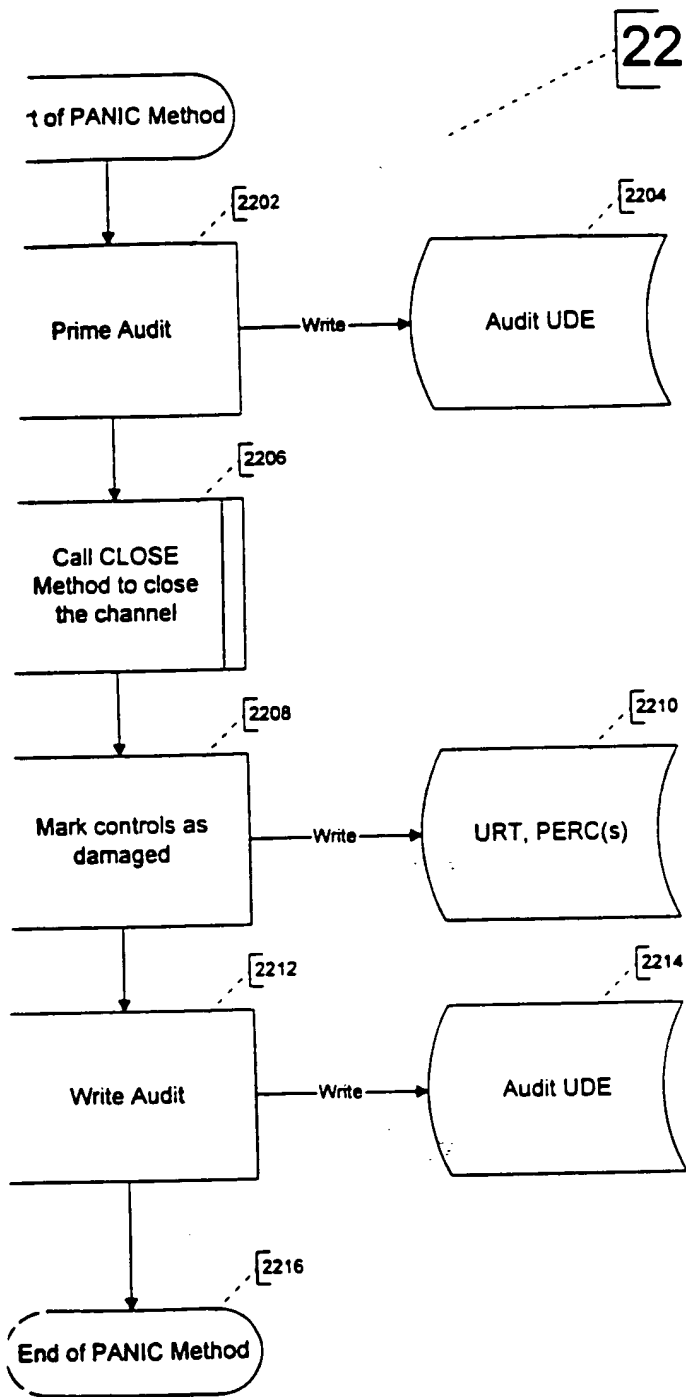 22
t of PANIC Method
2202
2204
Prime Audit
Write
Audit UDE
2206
Call CLOSE
Method to close
the channel
2208
2210
Mark controls as
damaged
Write
URT, PERC(s)
2212
2214
Write Audit
Write
Audit UDE
2216
End of PANIC Method